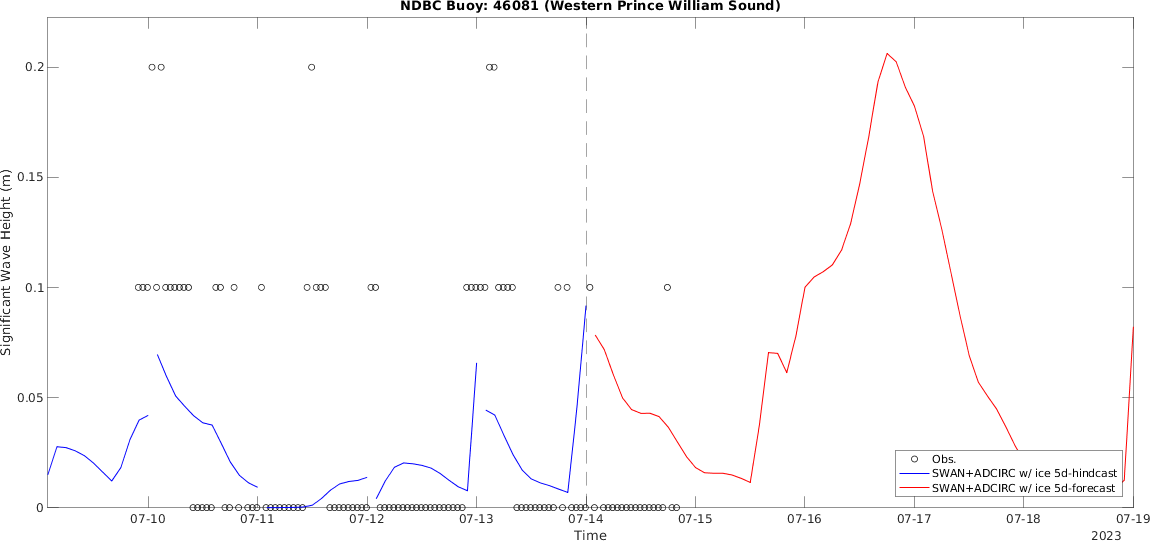 NDBC Buoy: 46081 (Western Prince William Sound)
Significant Wave Height (m)
0.2
0.15
0.1
0.05
0
07-10
07-11
07-12
07-13
07-14
07-15
07-16
07-17
07-18
07-19
Time
2023
Obs.
SWAN+ADCIRC w/ ice 5d-hindcast
SWAN+ADCIRC w/ ice 5d-forecast